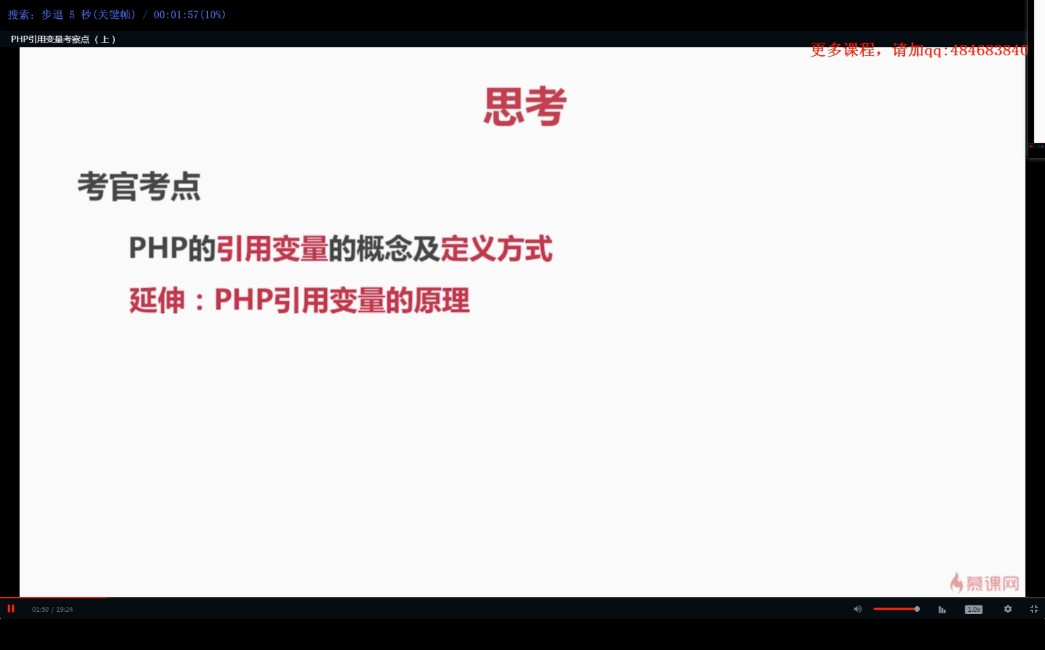 搜索: 步退 5 秒(关键帧) / 00:01:57(10%)
PHP引用变量考察点（上）
更多课程，请加qq:484683840
思考
考官考点
PHP的引用变量的概念及定义方式
延伸：PHP引用变量的原理
慕课网
01:59 / 19:24
1.0x